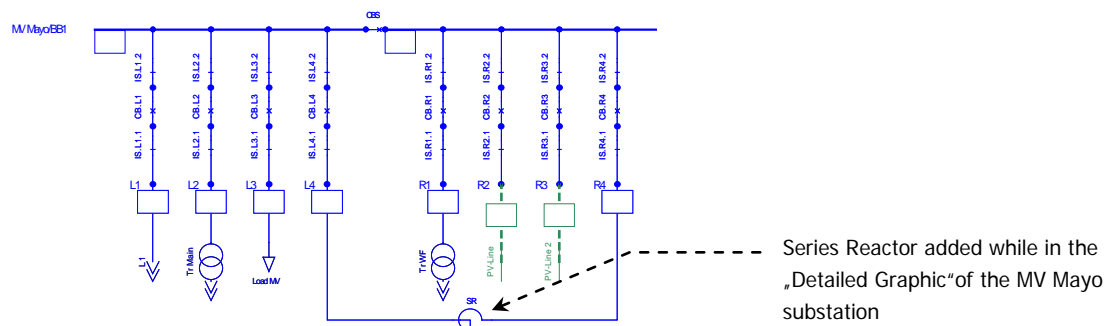 CBS
MV Mayo/BB1
IS.L1.2 IS.L2.2 IS.L3.2 IS.L4.2 IS.R1.2 IS.R2.2 IS.R3.2 IS.R4.2
CB.L1 CB.L2 CB.L3 CB.L4 CB.R1 CB.R2 CB.R3 CB.R4
IS.L1.1 IS.L2.1 IS.L3.1 IS.L4.1 IS.R1.1 IS.R2.1 IS.R3.1 IS.R4.1
L1 L2 L3 L4 R1 R2 R3 R4
L1 Tr Main Load MV Tr WF PV-Line PV-Line 2
SR
Series Reactor added while in the
„Detailed Graphic“of the MV Mayo
substation